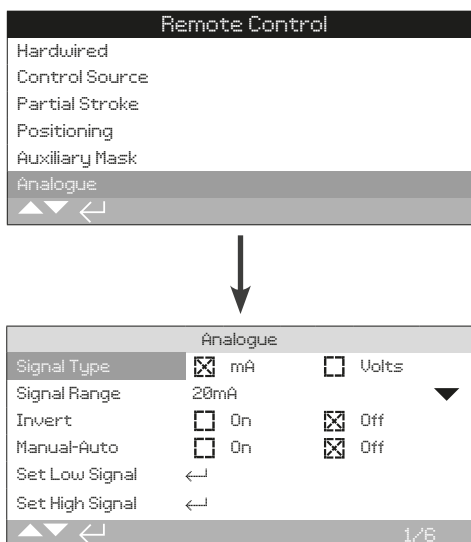 Remote Control
Hardwired
Control Source
Partial Stroke
Positioning
Auxiliary Mask
Analogue
Analogue
Signal Type mA Volts
Signal Range 20mA
Invert On Off
Manual-Auto On Off
Set Low Signal
Set High Signal
1/6